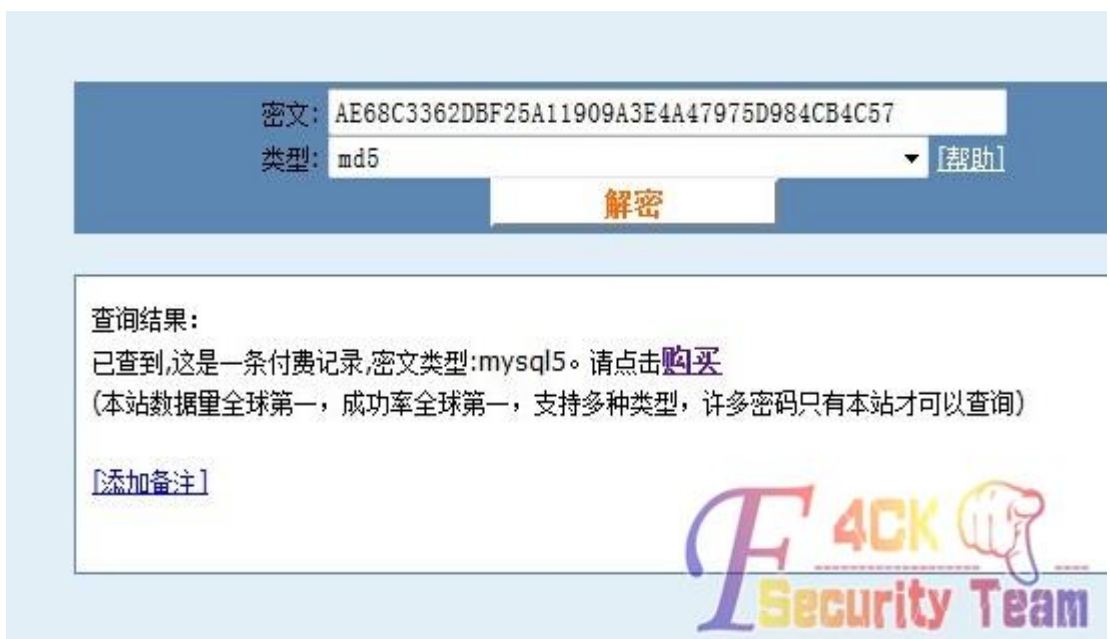 密文: AE68C3362DBF25A11909A3E4A47975D984CB4C57
类型: md5 [帮助]
解密
查询结果:
已查到,这是一条付费记录,密文类型:mysql5。请点击购买
(本站数据量全球第一，成功率全球第一，支持多种类型，许多密码只有本站才可以查询)
[添加备注]
F4CK
Security Team